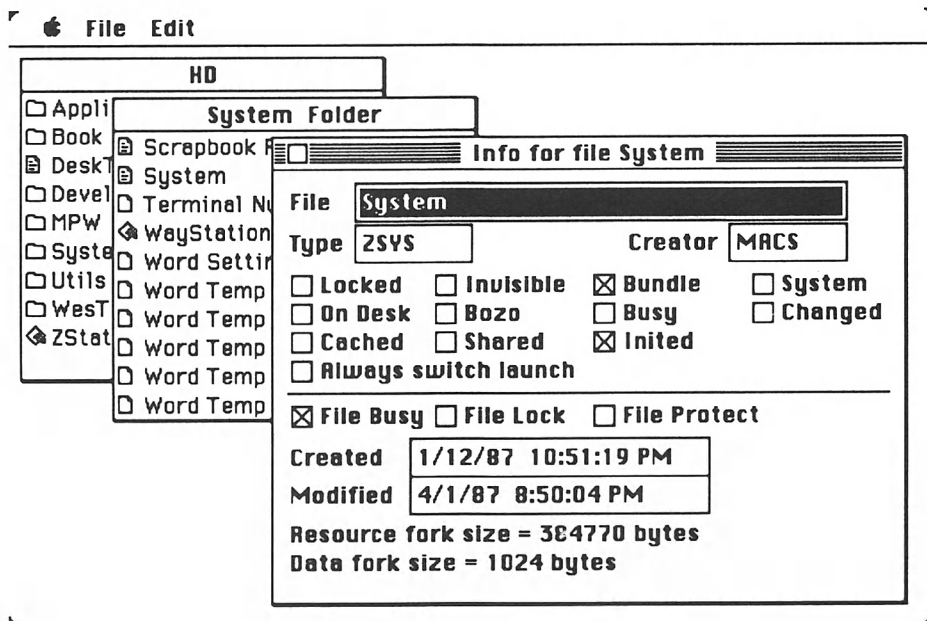 File Edit
HD
Appli
Book
DeskT
Devel
MPW
Syste
Utils
WesT
ZStat
System Folder
Scrapbook F
System
Terminal Nu
WayStation
Word Settin
Word Temp
Word Temp
Word Temp
Word Temp
Word Temp
Info for file System
File System
Type ZSYS Creator MACS
Locked Invisible Bundle System
On Desk Bozo Busy Changed
Cached Shared Inited
Always switch launch
File Busy File Lock File Protect
Created 1/12/87 10:51:19 PM
Modified 4/1/87 8:50:04 PM
Resource fork size = 384770 bytes
Data fork size = 1024 bytes